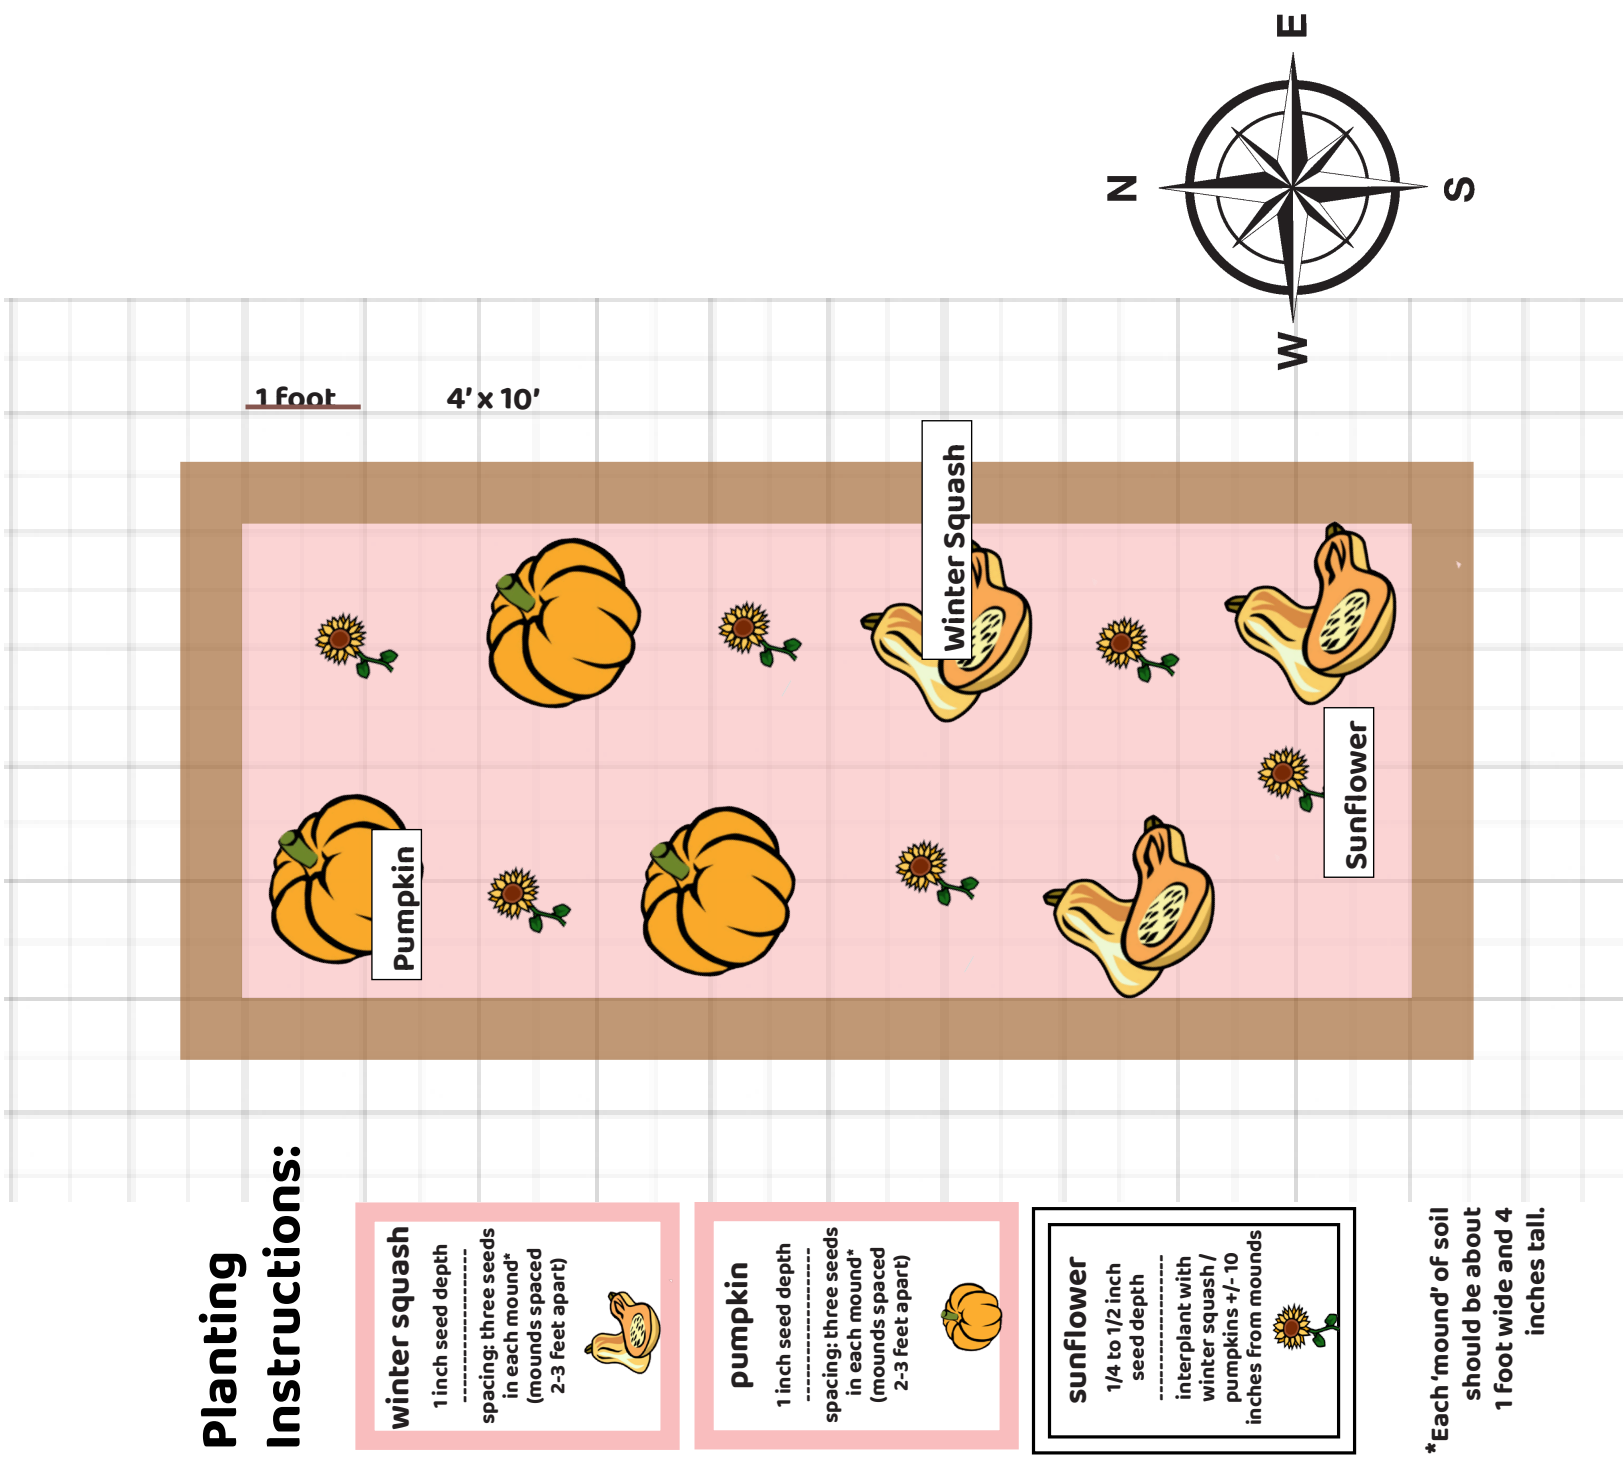 E
N
S
W
1 foot
4' x 10'
Winter Squash
Pumpkin
Sunflower
Planting
Instructions:
winter squash
1 inch seed depth
--------------------
spacing: three seeds
in each mound*
(mounds spaced
2-3 feet apart)
pumpkin
1 inch seed depth
--------------------
spacing: three seeds
in each mound*
(mounds spaced
2-3 feet apart)
sunflower
1/4 to 1/2 inch
seed depth
--------------------
interplant with
winter squash /
pumpkins +/- 10
inches from mounds
*Each 'mound' of soil
should be about
1 foot wide and 4
inches tall.